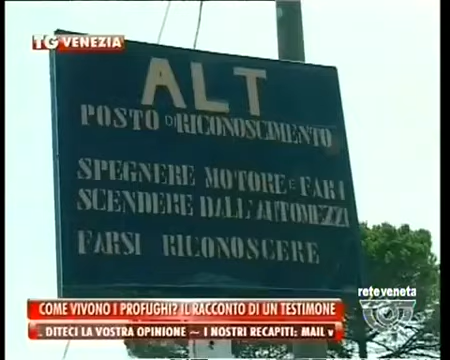 TG VENEZIA
ALT
POSTO DI RICONOSCIMENTO
SPEGNERE MOTORE E FARI
SCENDERE DALL'AUTOMEZZI
FARSI RICONOSCERE
reteveneta
COME VIVONO I PROFUGHI? IL RACCONTO DI UN TESTIMONE
. DITECI LA VOSTRA OPINIONE ~ I NOSTRI RECAPITI: MAIL v